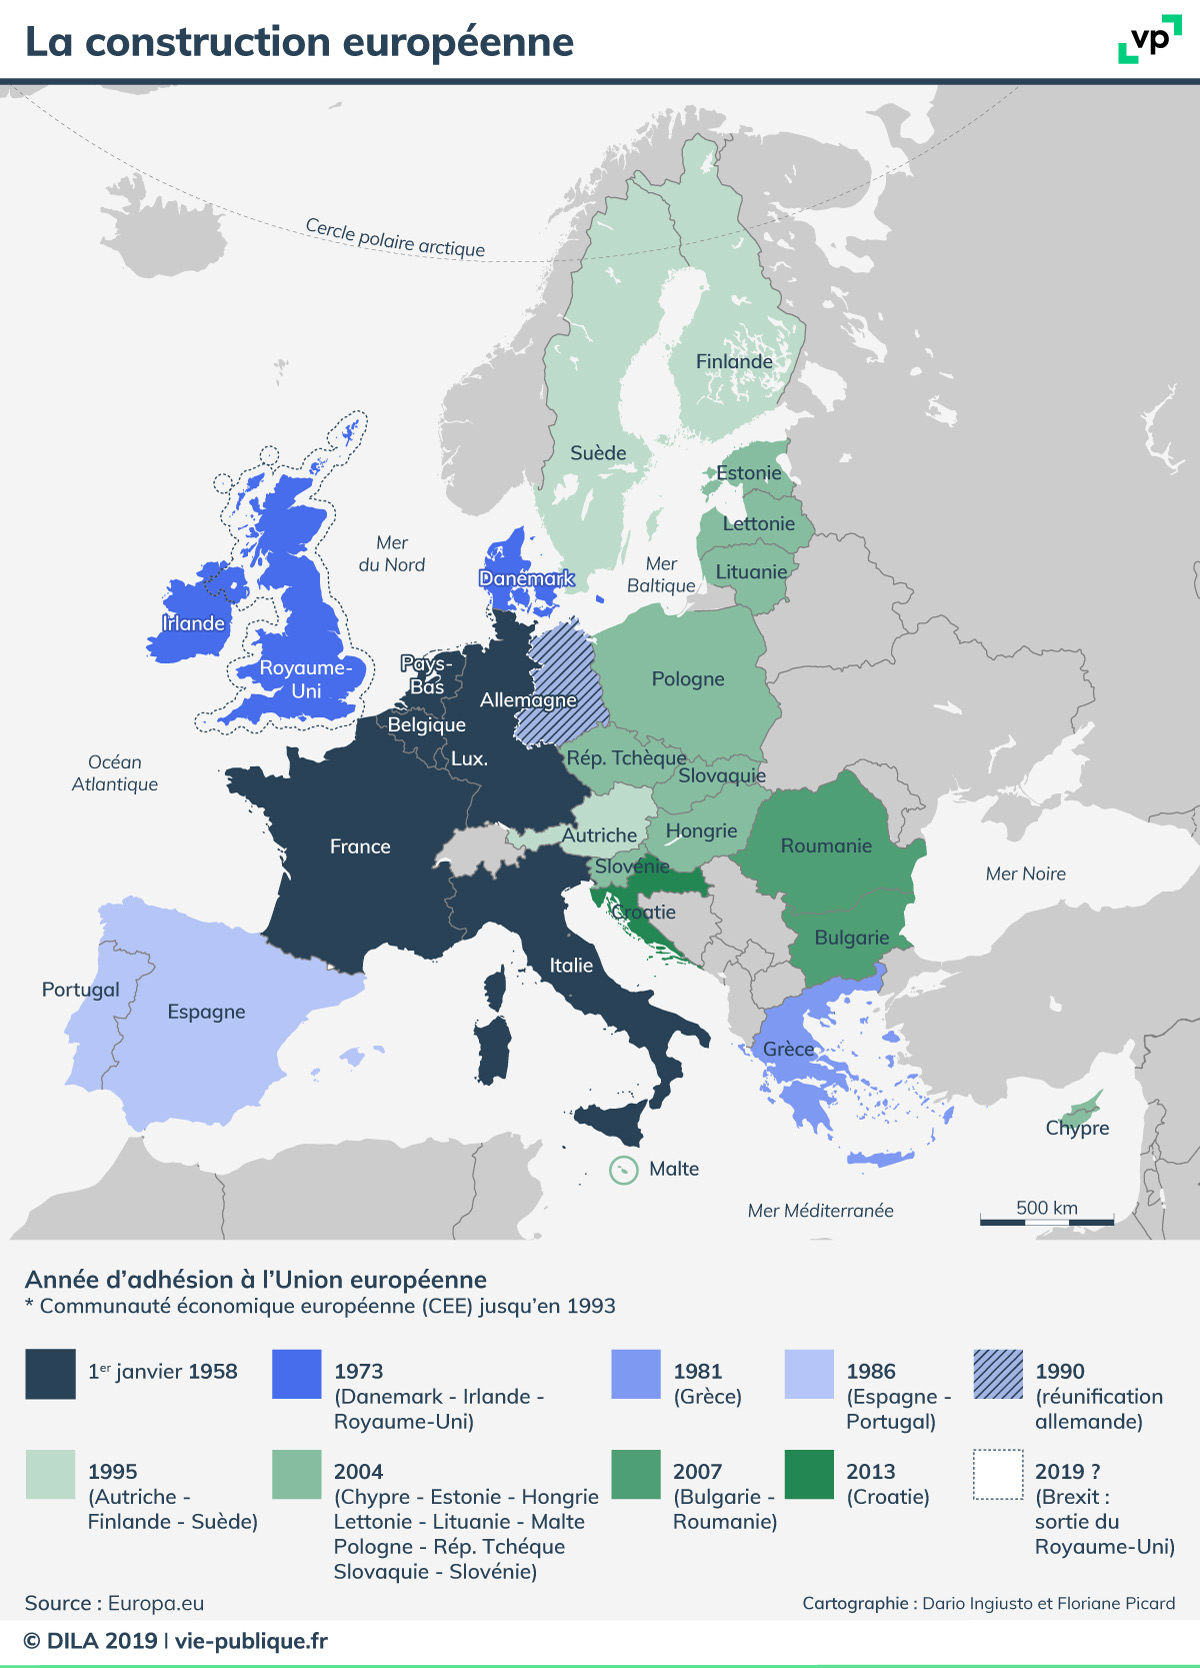 La construction européenne
vp
Cercle polaire arctique
Finlande
Suède
Estonie
Lettonie
Lituanie
Mer
du Nord
Mer
Baltique
Danemark
Irlande
Royaume-
Uni
Pays-
Bas
Allemagne
Pologne
Belgique
Lux.
Rép. Tchèque
Slovaquie
Océan
Atlantique
France
Autriche
Hongrie
Roumanie
Slovénie
Mer Noire
Croatie
Bulgarie
Italie
Portugal
Espagne
Grèce
Chypre
Malte
Mer Méditerranée
500 km
Année d'adhésion à l'Union européenne
* Communauté économique européenne (CEE) jusqu'en 1993
1er janvier 1958
1973
(Danemark - Irlande -
Royaume-Uni)
1981
(Grèce)
1986
(Espagne -
Portugal)
1990
(réunification
allemande)
1995
(Autriche -
Finlande - Suède)
2004
(Chypre - Estonie - Hongrie
Lettonie - Lituanie - Malte
Pologne - Rép. Tchéque
Slovaquie - Slovénie)
2007
(Bulgarie -
Roumanie)
2013
(Croatie)
2019 ?
(Brexit :
sortie du
Royaume-Uni)
Source : Europa.eu
Cartographie : Dario Ingiusto et Floriane Picard
© DILA 2019 | vie-publique.fr